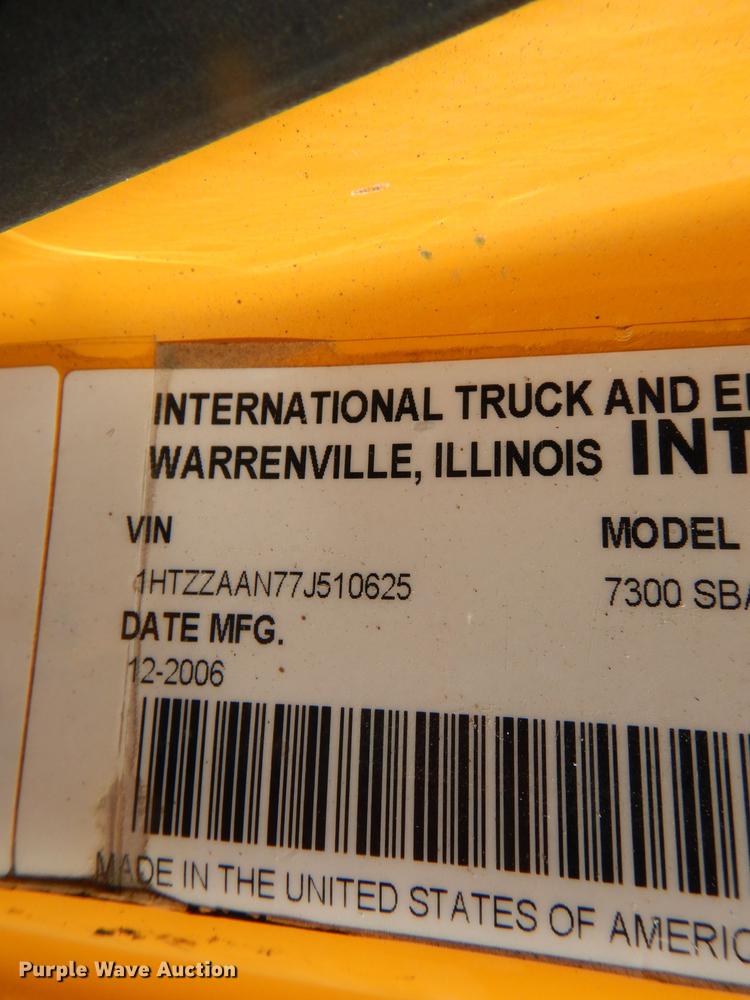 INTERNATIONAL TRUCK AND E
WARRENVILLE, ILLINOIS INT
VIN MODEL
1HTZZAAN77J510625 7300 SBA
DATE MFG.
12-2006
MADE IN THE UNITED STATES OF AMERIC
Purple Wave Auction